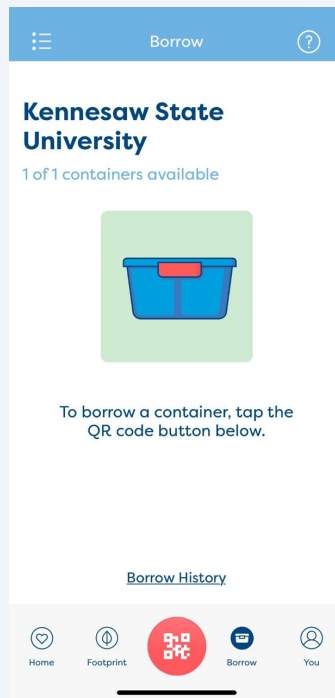 Borrow
?
Kennesaw State
University
1 of 1 containers available
To borrow a container, tap the
QR code button below.
Borrow History
Home Footprint Borrow You